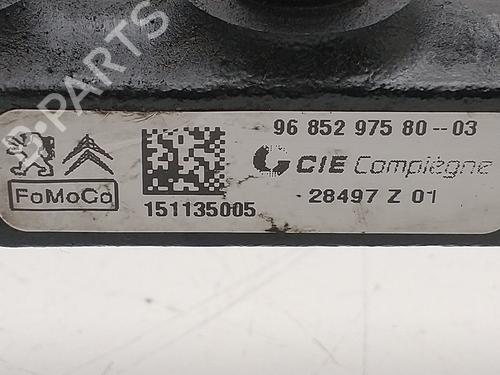 B-PARTS
96 852 975 80--03
CIE Compiègne
28497 Z 01
FoMoCo
151135005